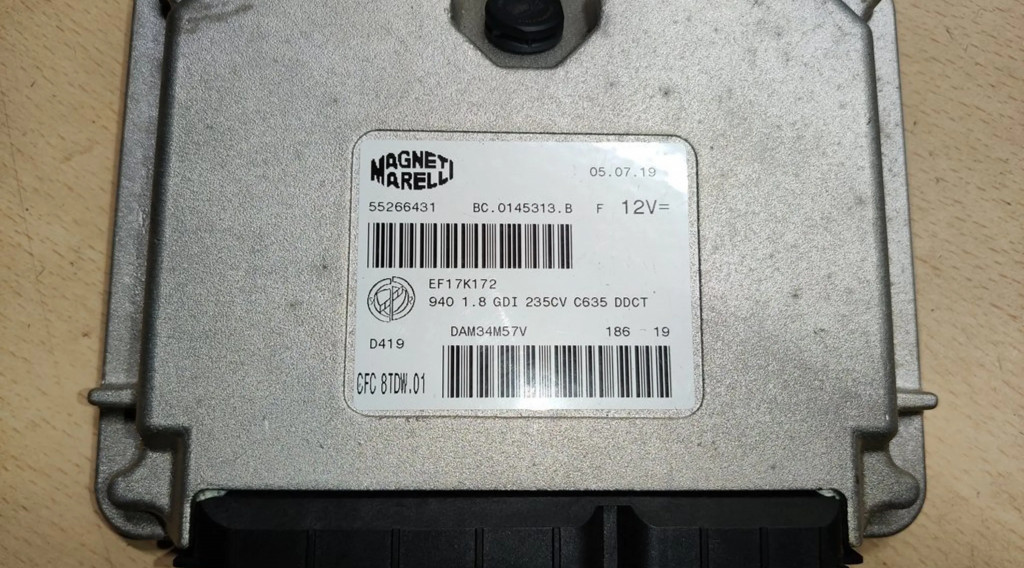 MAGNETI
MARELLI
05.07.19
55266431 BC.0145313.B F 12V=
EF17K172
940 1.8 GDI 235CV C635 DDCT
DAM34M57V 186 19
D419
CFC 8TDW.01